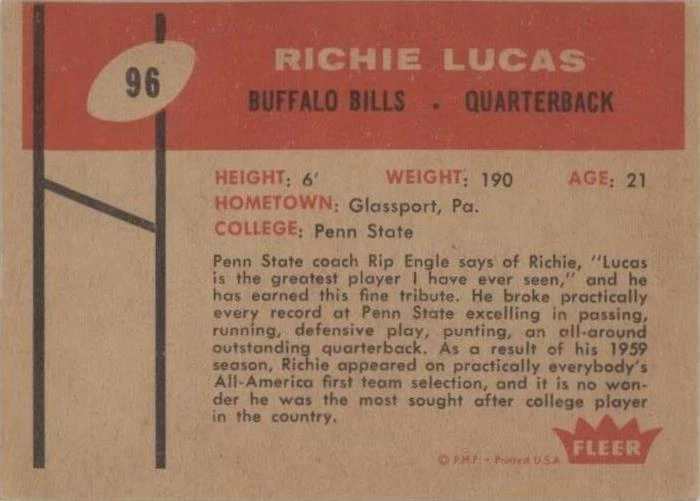 96
RICHIE LUCAS
BUFFALO BILLS • QUARTERBACK
HEIGHT: 6' WEIGHT: 190 AGE: 21
HOMETOWN: Glassport, Pa.
COLLEGE: Penn State
Penn State coach Rip Engle says of Richie, "Lucas
is the greatest player I have ever seen," and he
has earned this fine tribute. He broke practically
every record at Penn State excelling in passing,
running, defensive play, punting, an all-around
outstanding quarterback. As a result of his 1959
season, Richie appeared on practically everybody's
All-America first team selection, and it is no won-
der he was the most sought after college player
in the country.
FLEER
© F.H.F. • Printed U.S.A.